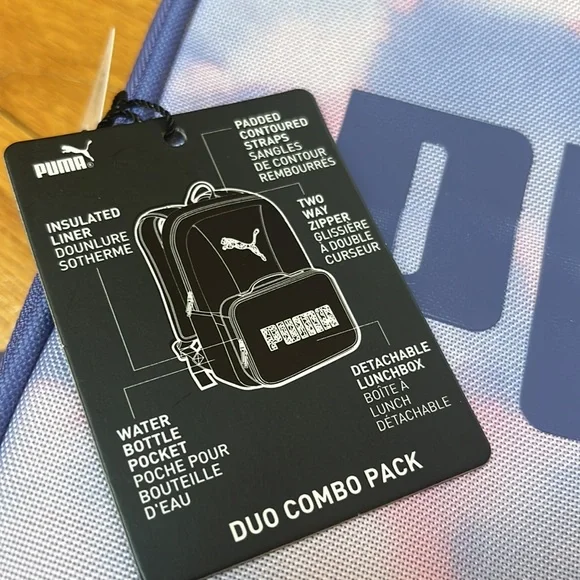 PUMA®
PADDED
CONTOURED
STRAPS
SANGLES
DE CONTOUR
REMBOURRÉS
INSULATED
LINER
DOUNLURE
SOTHERME
TWO
WAY
ZIPPER
GLISSIÈRE
À DOUBLE
CURSEUR
PUMA
DETACHABLE
LUNCHBOX
BOÎTE À
LUNCH
DÉTACHABLE
WATER
BOTTLE
POCKET
POCHE POUR
BOUTEILLE
D'EAU
DUO COMBO PACK